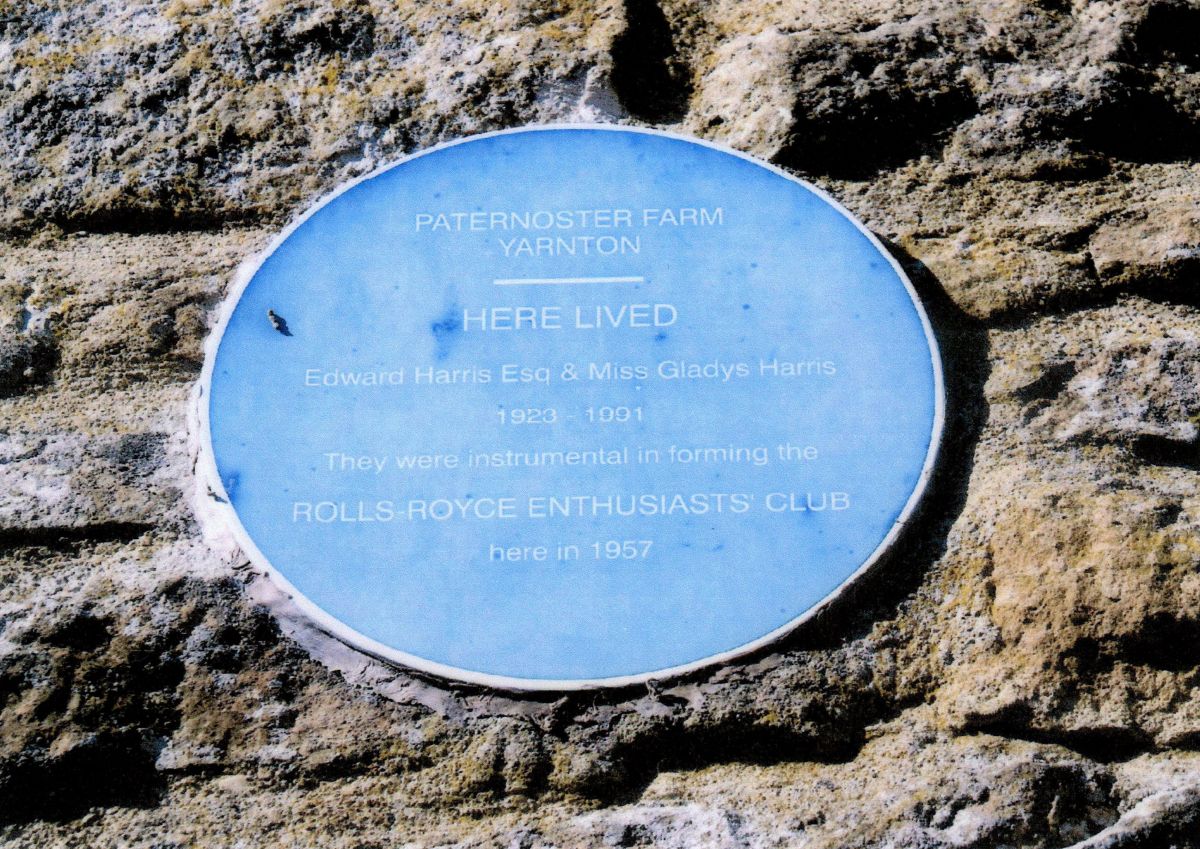 PATERNOSTER FARM
YARNTON
HERE LIVED
Edward Harris Esq & Miss Gladys Harris
1923 - 1991
They were instrumental in forming the
ROLLS-ROYCE ENTHUSIASTS' CLUB
here in 1957